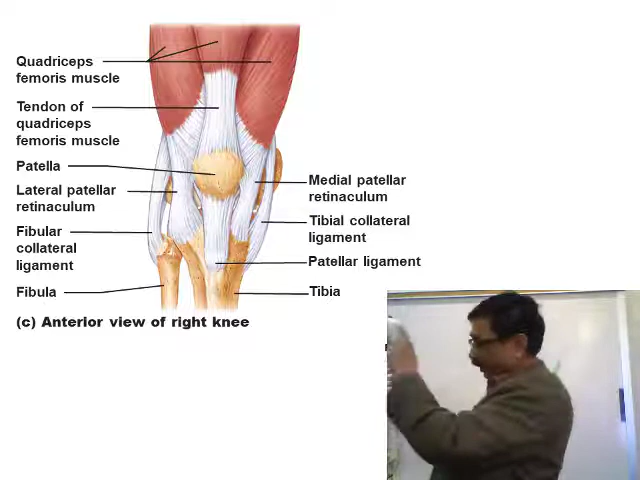 Quadriceps
femoris muscle
Tendon of
quadriceps
femoris muscle
Patella
Lateral patellar
retinaculum
Fibular
collateral
ligament
Fibula
Medial patellar
retinaculum
Tibial collateral
ligament
Patellar ligament
Tibia
(c) Anterior view of right knee